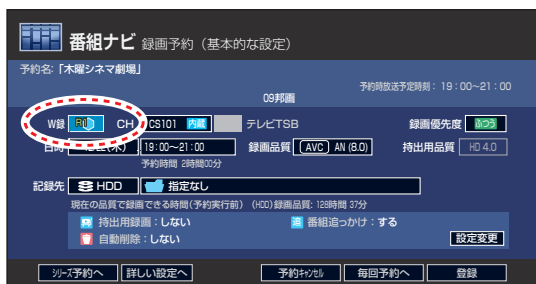 番組ナビ 録画予約（基本的な設定）
予約名:「木曜シネマ劇場」
予約時放送予定時刻：19：00〜21：00
09邦画
W録 CH CS101 内蔵 テレビTSB 録画優先度 ふつう
日時 (木) 19:00〜21:00 録画品質 AVC AN (8.0) 持出用品質 HD 4.0
予約時間 2時間00分
記録先 HDD 指定なし
現在の品質で録画できる時間(予約実行前) (HDD)録画品質: 128時間 37分
持出用録画：しない 追 番組追っかけ：する
自動削除：しない 設定変更
ｼﾘｰｽﾞ予約へ 詳しい設定へ 予約ｷｬﾝｾﾙ 毎回予約へ 登録